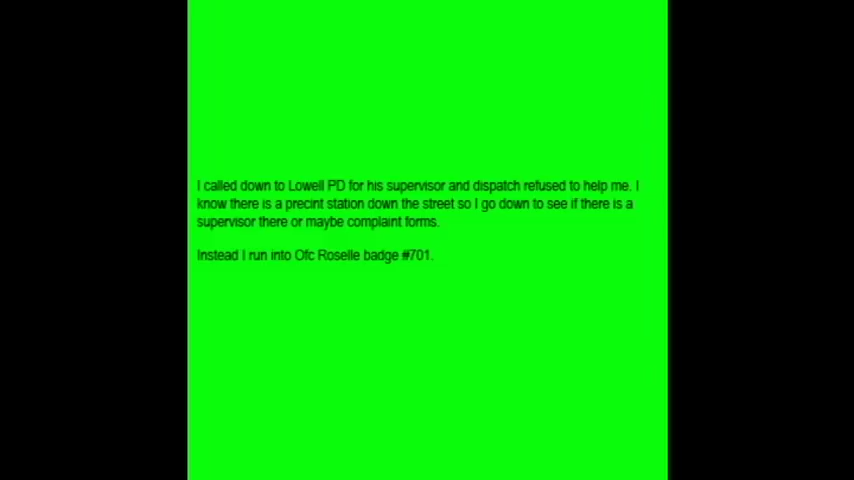 I called down to Lowell PD for his supervisor and dispatch refused to help me. I
know there is a precint station down the street so I go down to see if there is a
supervisor there or maybe complaint forms.
Instead I run into Ofc Roselle badge #701.